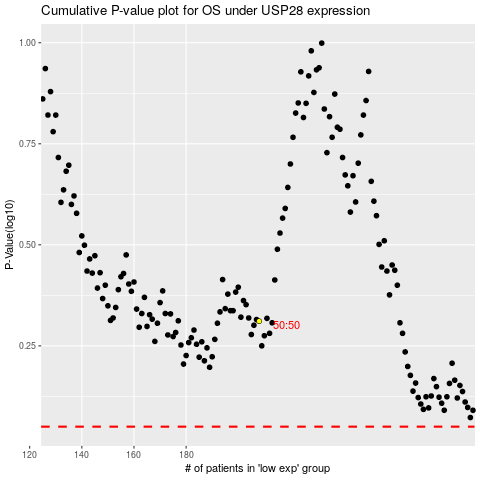 Cumulative P-value plot for OS under USP28 expression
1.00
0.75
P-Value(log10)
0.50
50:50
0.25
120 140 160 180
# of patients in 'low exp' group